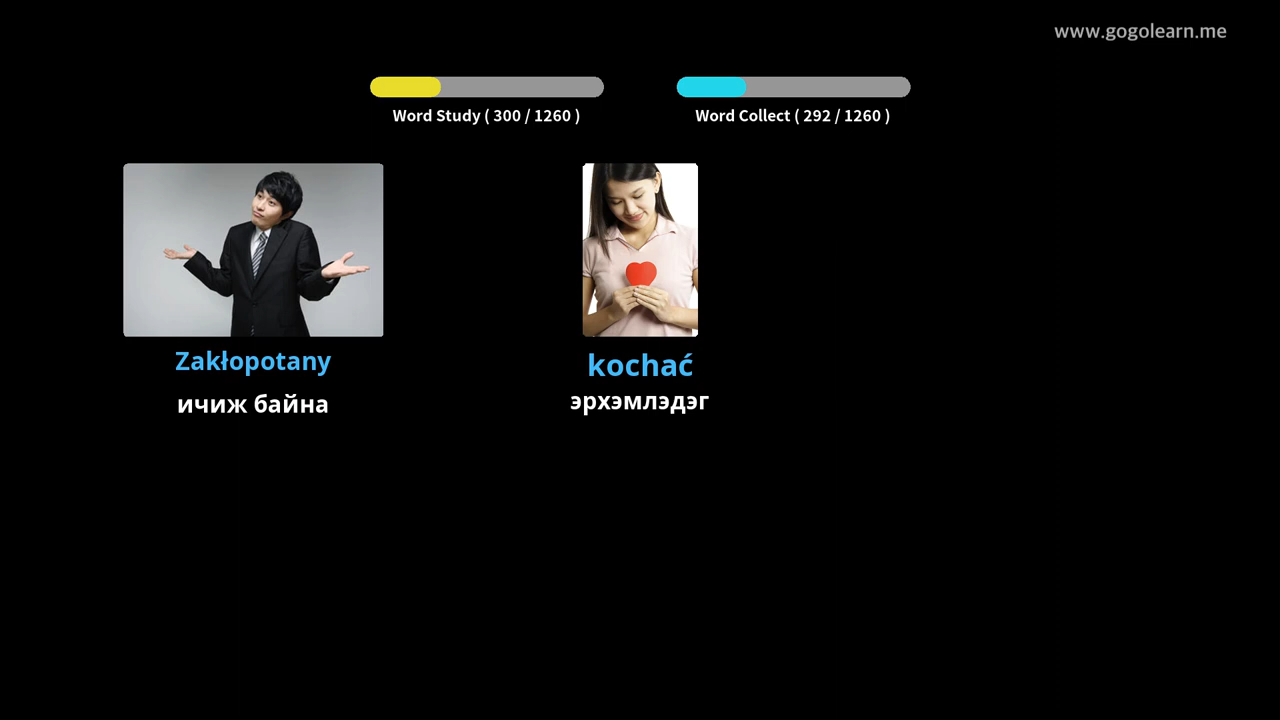 www.gogolearn.me
Word Study ( 300 / 1260 )
Word Collect ( 292 / 1260 )
Zakłopotany
ичиж байна
kochać
эрхэмлэдэг